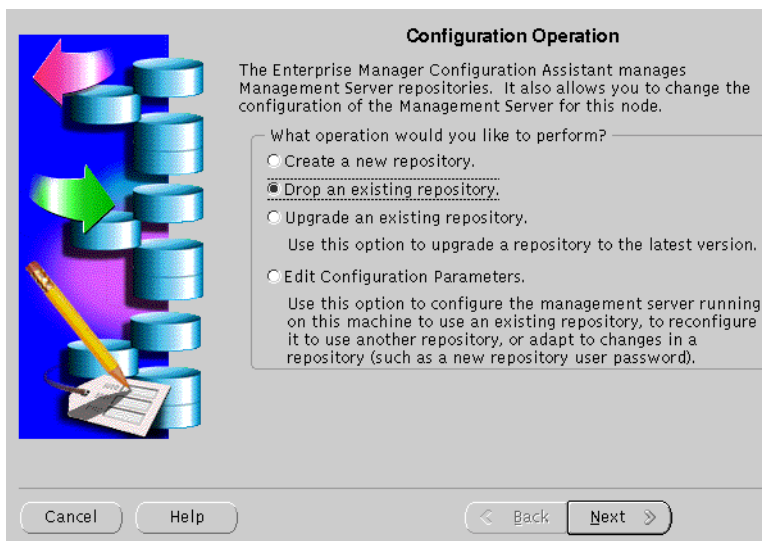 Configuration Operation
The Enterprise Manager Configuration Assistant manages
Management Server repositories. It also allows you to change the
configuration of the Management Server for this node.
What operation would you like to perform?
Create a new repository.
Drop an existing repository.
Upgrade an existing repository.
Use this option to upgrade a repository to the latest version.
Edit Configuration Parameters.
Use this option to configure the management server running
on this machine to use an existing repository, to reconfigure
it to use another repository, or adapt to changes in a
repository (such as a new repository user password).
Cancel
Help
Back
Next